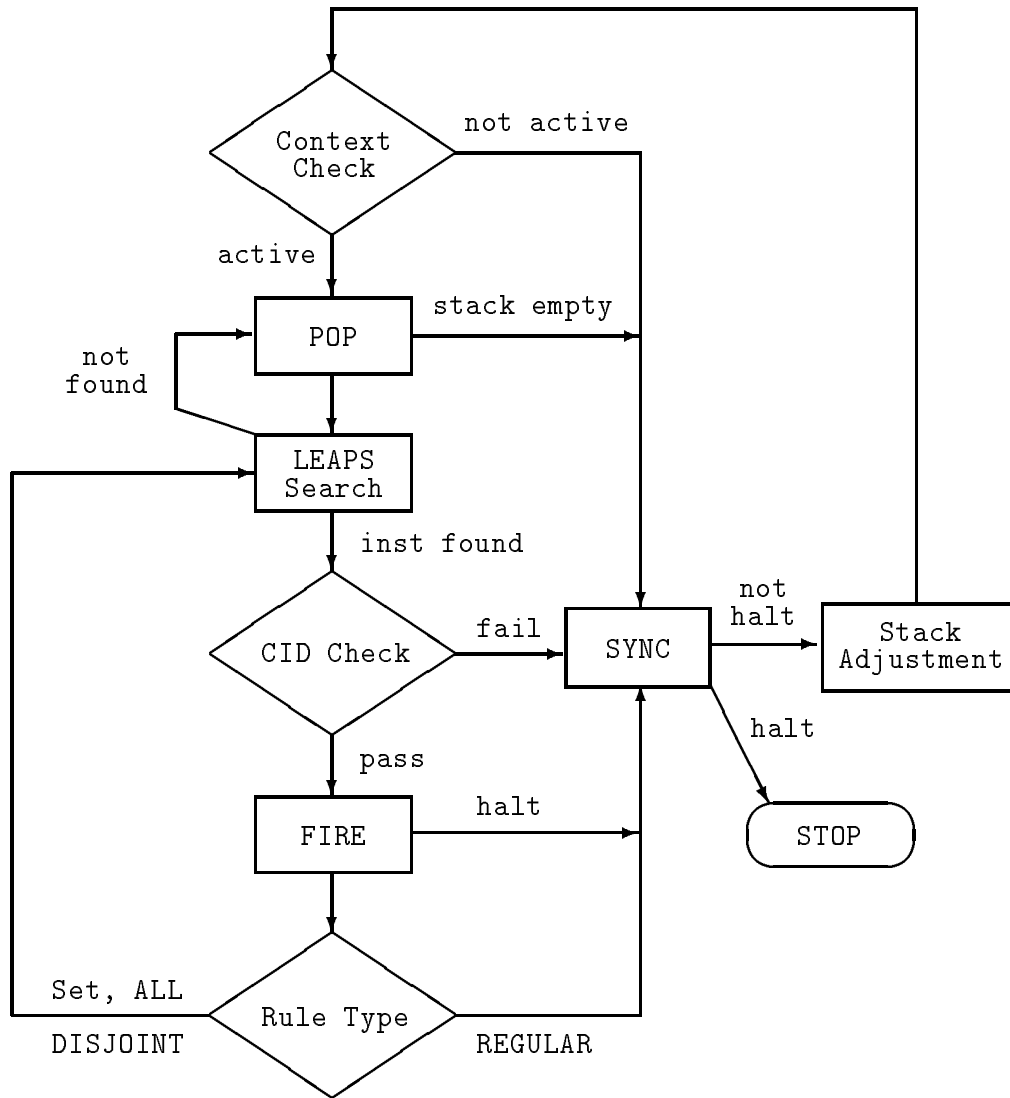 not active
Context
Check
active
stack empty
POP
not
found
LEAPS
Search
inst found
not
halt
fail
CID Check
SYNC
Stack
Adjustment
halt
pass
halt
FIRE
STOP
Set, ALL
Rule Type
DISJOINT
REGULAR